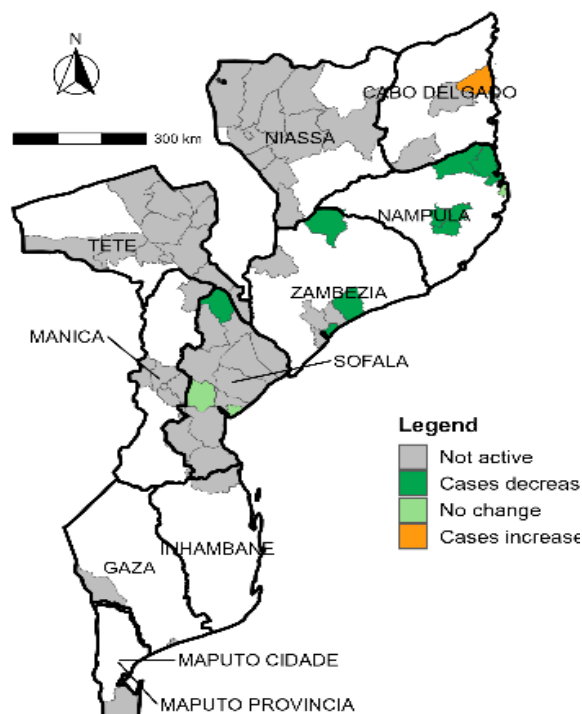 N
300 km
CABO DELGADO
NIASSA
NAMPULA
TETE
ZAMBEZIA
MANICA
SOFALA
Legend
Not active
Cases decreas
No change
Cases increase
INHAMBANE
GAZA
MAPUTO CIDADE
MAPUTO PROVINCIA